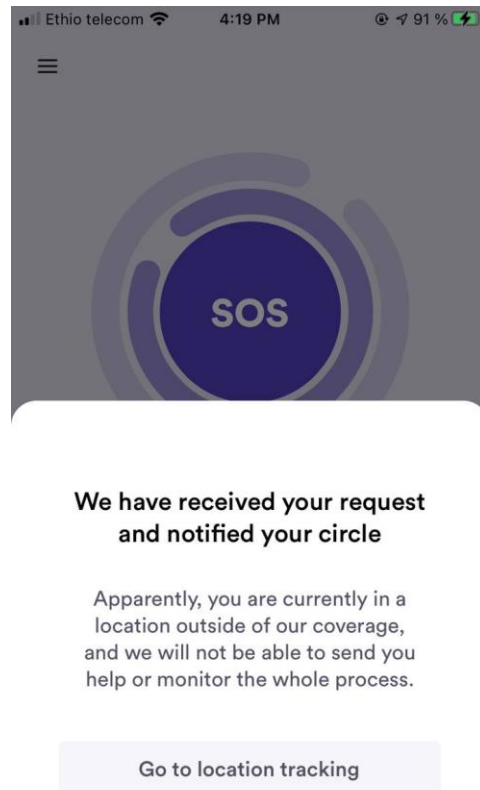 Ethio telecom 4:19 PM 91 %
SOS
We have received your request
and notified your circle
Apparently, you are currently in a
location outside of our coverage,
and we will not be able to send you
help or monitor the whole process.
Go to location tracking